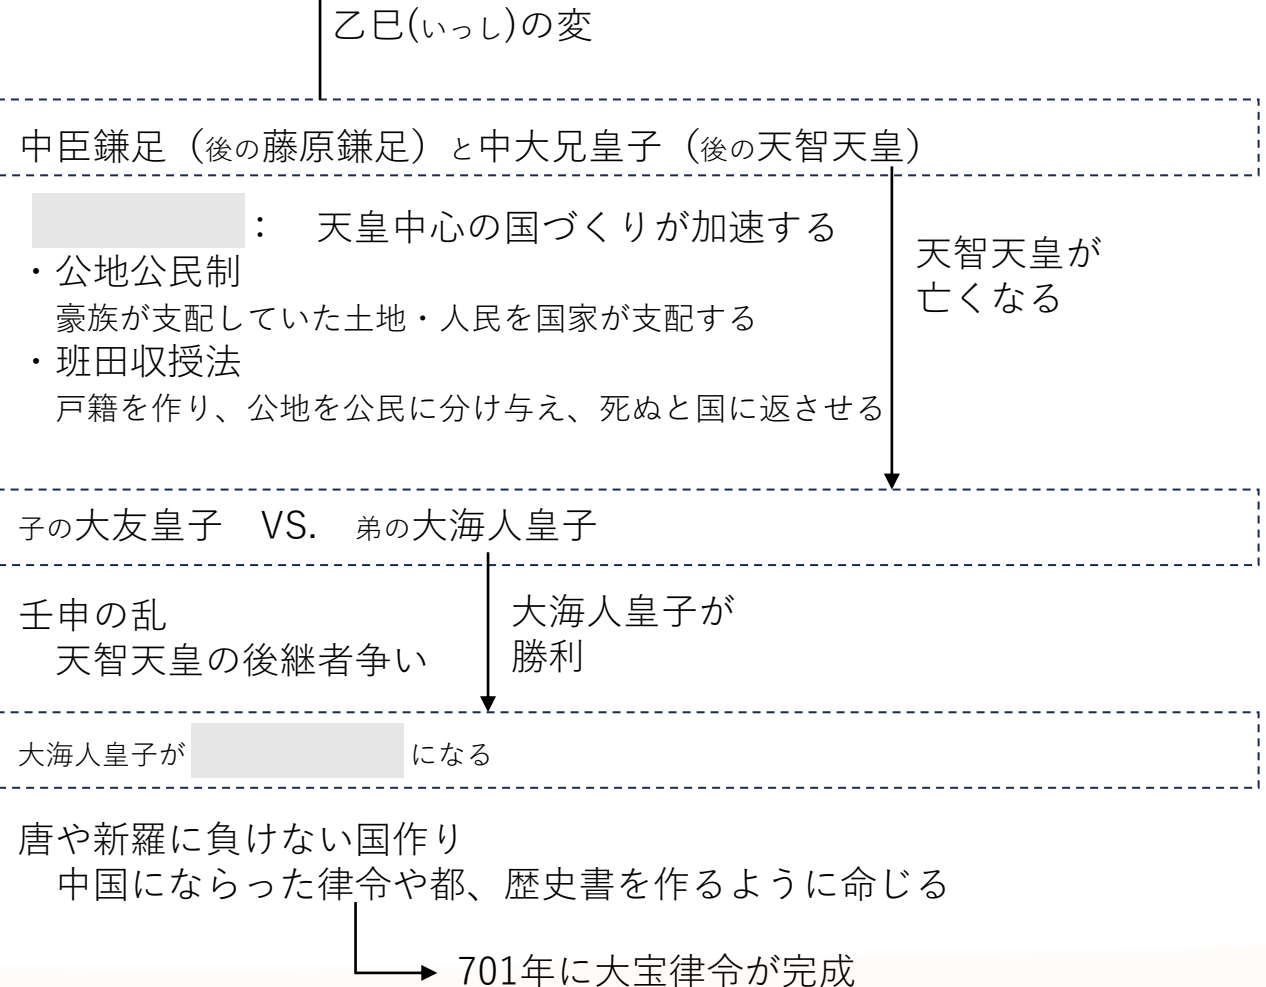 乙巳(いっし)の変
中臣鎌足（後の藤原鎌足）と中大兄皇子（後の天智天皇）
：　天皇中心の国づくりが加速する
・公地公民制
豪族が支配していた土地・人民を国家が支配する
・班田収授法
戸籍を作り、公地を公民に分け与え、死ぬと国に返させる
天智天皇が
亡くなる
子の大友皇子　VS.　弟の大海人皇子
壬申の乱
天智天皇の後継者争い
大海人皇子が
勝利
大海人皇子が　　　　　になる
唐や新羅に負けない国作り
中国にならった律令や都、歴史書を作るように命じる
701年に大宝律令が完成